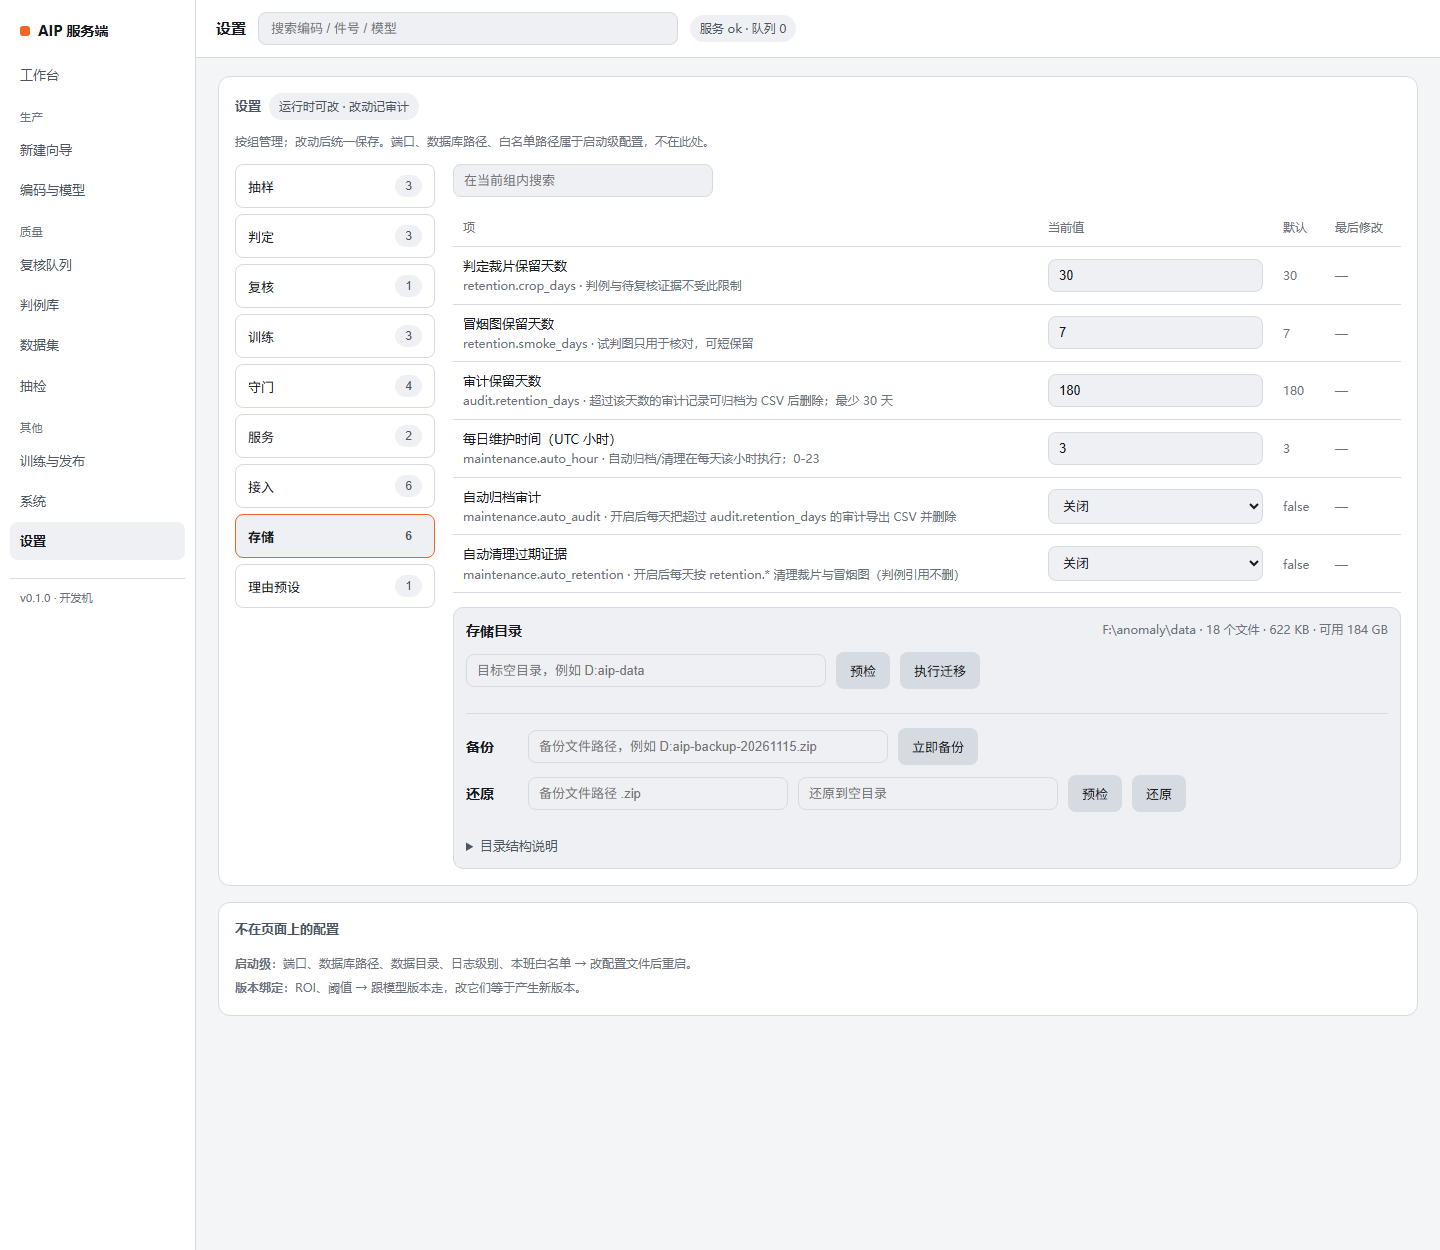 AIP 服务端
工作台
生产
新建向导
编码与模型
质量
复核队列
判例库
数据集
抽检
其他
训练与发布
系统
设置
v0.1.0 · 开发机
设置
搜索编码 / 件号 / 模型
服务 ok · 队列 0
设置
运行时可改 · 改动记审计
按组管理；改动后统一保存。端口、数据库路径、白名单路径属于启动级配置，不在此处。
抽样 3
判定 3
复核 1
训练 3
守门 4
服务 2
接入 6
存储 6
理由预设 1
在当前组内搜索
项 当前值 默认 最后修改
判定裁片保留天数
retention.crop_days · 判例与待复核证据不受此限制
30 30 —
冒烟图保留天数
retention.smoke_days · 试判图只用于核对，可短保留
7 7 —
审计保留天数
audit.retention_days · 超过该天数的审计记录可归档为 CSV 后删除；最少 30 天
180 180 —
每日维护时间（UTC 小时）
maintenance.auto_hour · 自动归档/清理在每天该小时执行；0-23
3 3 —
自动归档审计
maintenance.auto_audit · 开启后每天把超过 audit.retention_days 的审计导出 CSV 并删除
关闭 false —
自动清理过期证据
maintenance.auto_retention · 开启后每天按 retention.* 清理裁片与冒烟图（判例引用不删）
关闭 false —
存储目录
F:\anomaly\data · 18 个文件 · 622 KB · 可用 184 GB
目标空目录，例如 D:aip-data
预检
执行迁移
备份
备份文件路径，例如 D:aip-backup-20261115.zip
立即备份
还原
备份文件路径 .zip
还原到空目录
预检
还原
目录结构说明
不在页面上的配置
启动级：端口、数据库路径、数据目录、日志级别、本班白名单 → 改配置文件后重启。
版本绑定：ROI、阈值 → 跟模型版本走，改它们等于产生新版本。